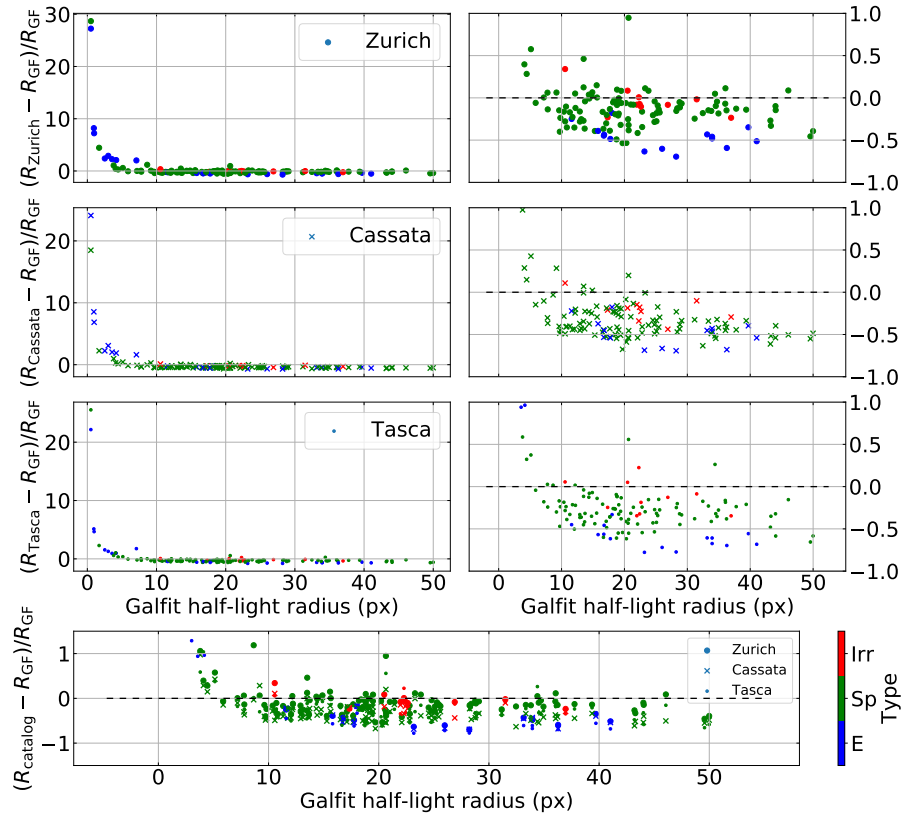 (R_Zurich − R_GF)/R_GF
30
20
10
0
Zurich
1.0
0.5
0.0
−0.5
−1.0
(R_Cassata − R_GF)/R_GF
20
10
0
Cassata
1.0
0.5
0.0
−0.5
−1.0
(R_Tasca − R_GF)/R_GF
20
10
0
Tasca
1.0
0.5
0.0
−0.5
−1.0
0 10 20 30 40 50
0 10 20 30 40 50
Galfit half-light radius (px)
Galfit half-light radius (px)
(R_catalog − R_GF)/R_GF
1
0
−1
Zurich
Cassata
Tasca
0 10 20 30 40 50
Galfit half-light radius (px)
Irr
Sp
E
Type